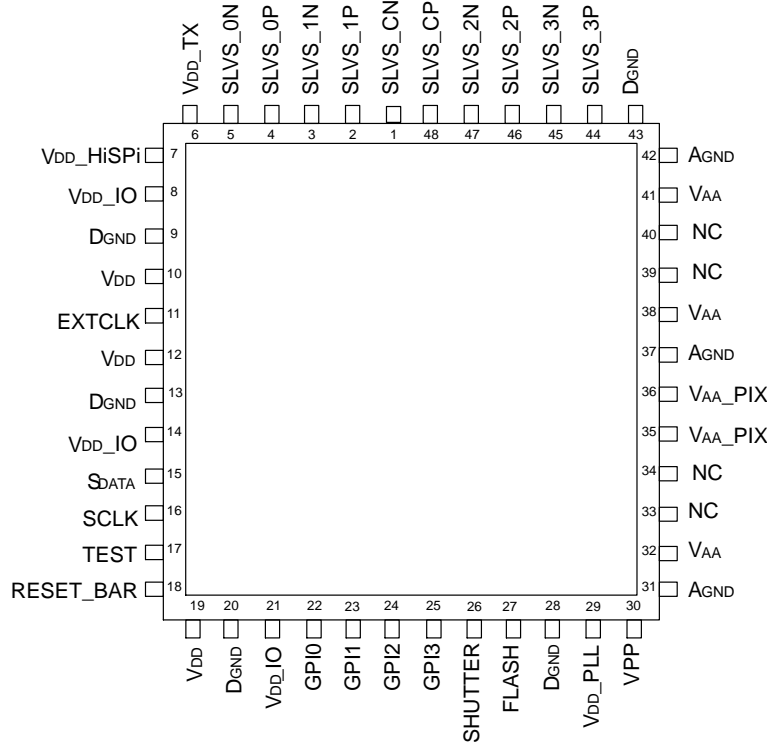 VDD_TX
SLVS_0N
SLVS_0P
SLVS_1N
SLVS_1P
SLVS_CN
SLVS_CP
SLVS_2N
SLVS_2P
SLVS_3N
SLVS_3P
DGND
6 5 4 3 2 1 48 47 46 45 44 43
VDD_HiSPi 7
VDD_IO 8
DGND 9
VDD 10
EXTCLK 11
VDD 12
DGND 13
VDD_IO 14
SDATA 15
SCLK 16
TEST 17
RESET_BAR 18
42 AGND
41 VAA
40 NC
39 NC
38 VAA
37 AGND
36 VAA_PIX
35 VAA_PIX
34 NC
33 NC
32 VAA
31 AGND
19 20 21 22 23 24 25 26 27 28 29 30
VDD
DGND
VDD_IO
GPI0
GPI1
GPI2
GPI3
SHUTTER
FLASH
DGND
VDD_PLL
VPP